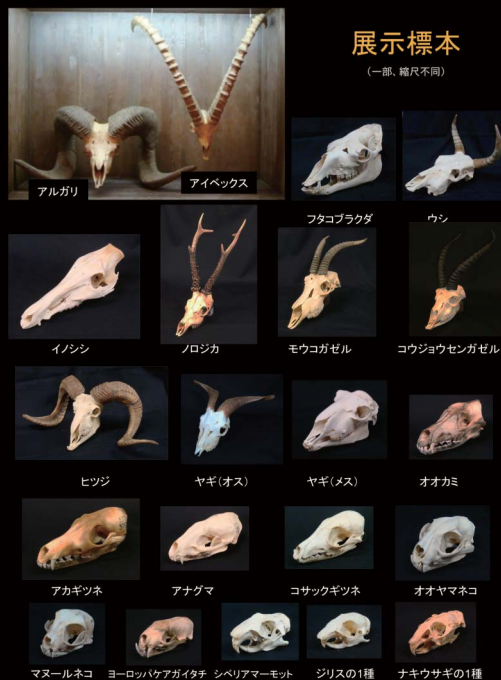 展示標本
(一部、縮尺不同)
アルガリ
アイベックス
フタコブラクダ
ウシ
イノシシ
ノロジカ
モウコガゼル
コウジョウセンガゼル
ヒツジ
ヤギ(オス)
ヤギ(メス)
オオカミ
アカギツネ
アナグマ
コサックギツネ
オオヤマネコ
マヌールネコ
ヨーロッパケアガイタチ
シベリアマーモット
ジリスの1種
ナキウサギの1種